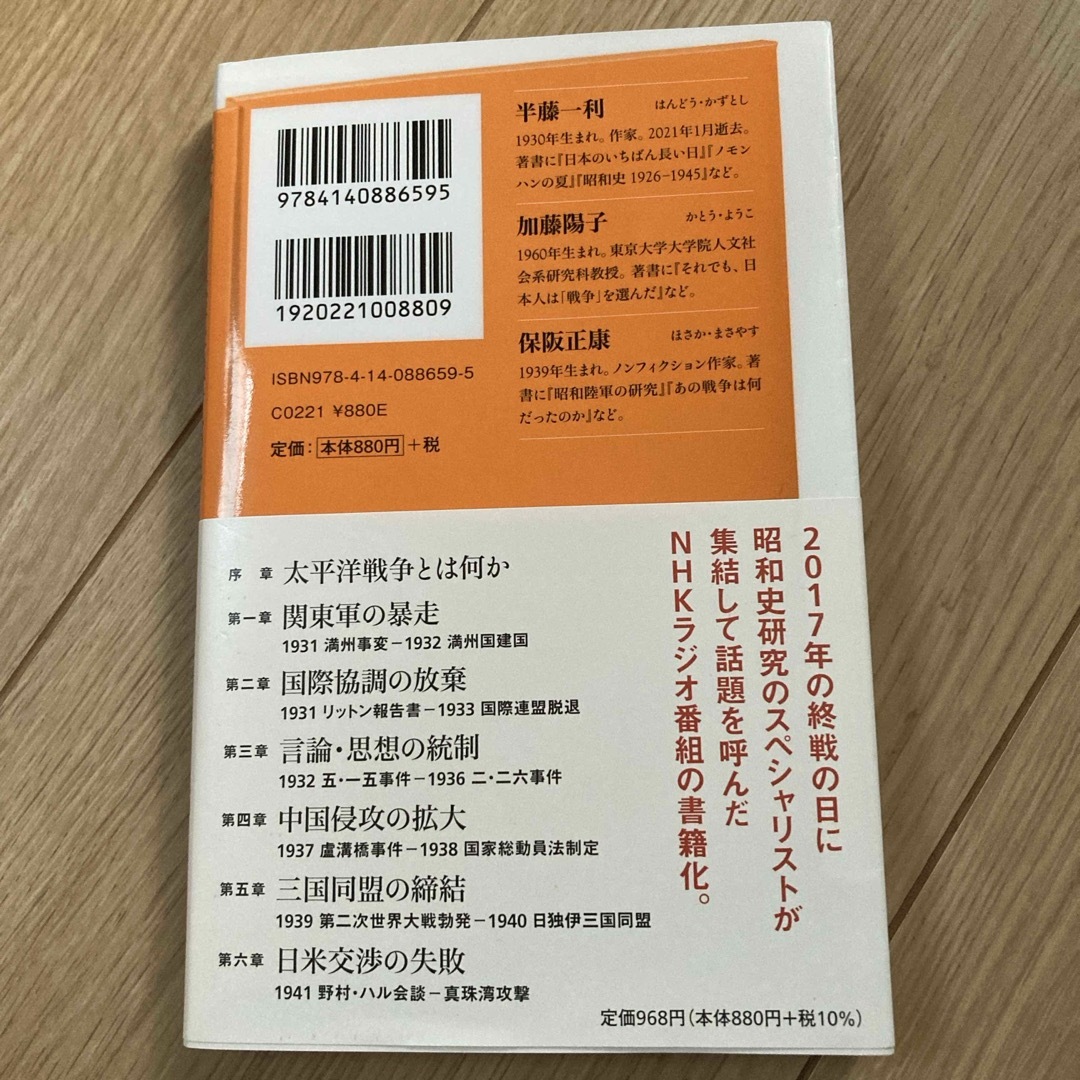 9784140886595
1920221008809
ISBN978-4-14-088659-5
C0221 ¥880E
定価：本体880円＋税
半藤一利 はんどう・かずとし
1930年生まれ。作家。2021年1月逝去。
著書に『日本のいちばん長い日』『ノモン
ハンの夏』『昭和史 1926−1945』など。
加藤陽子 かとう・ようこ
1960年生まれ。東京大学大学院人文社
会系研究科教授。著書に『それでも、日
本人は「戦争」を選んだ』など。
保阪正康 ほさか・まさやす
1939年生まれ。ノンフィクション作家。著
書に『昭和陸軍の研究』『あの戦争は何
だったのか』など。
2017年の終戦の日に
昭和史研究のスペシャリストが
集結して話題を呼んだ
NHKラジオ番組の書籍化。
序 章 太平洋戦争とは何か
第一章 関東軍の暴走
1931 満州事変−1932 満州国建国
第二章 国際協調の放棄
1931 リットン報告書−1933 国際連盟脱退
第三章 言論・思想の統制
1932 五・一五事件−1936 二・二六事件
第四章 中国侵攻の拡大
1937 盧溝橋事件−1938 国家総動員法制定
第五章 三国同盟の締結
1939 第二次世界大戦勃発−1940 日独伊三国同盟
第六章 日米交渉の失敗
1941 野村・ハル会談−真珠湾攻撃
定価968円（本体880円＋税10%）